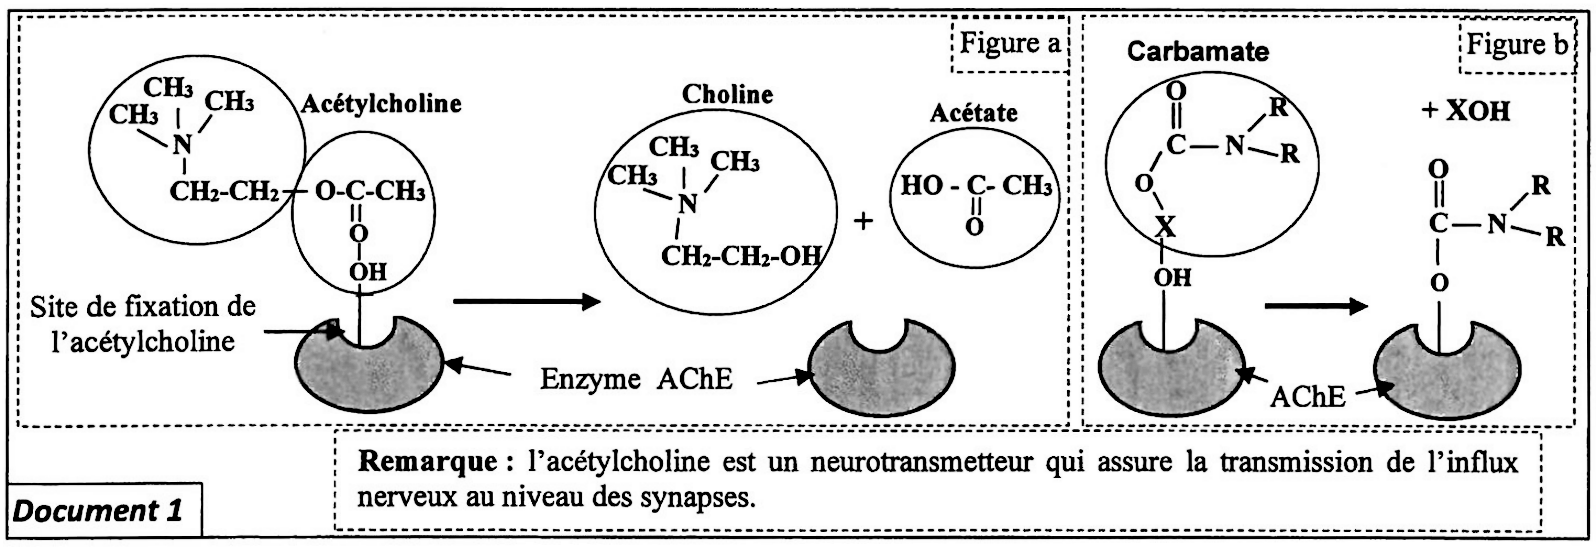 Figure a
Acétylcholine
CH3
CH3 CH3
N
CH2-CH2 O-C-CH3
O
OH
Site de fixation de
l'acétylcholine
Choline
CH3
CH3 CH3
N
CH2-CH2-OH
+
Acétate
HO - C- CH3
O
Enzyme AChE
Figure b
Carbamate
O
C N R
R
O
X
OH
+ XOH
O
C N R
R
O
AChE
Remarque : l'acétylcholine est un neurotransmetteur qui assure la transmission de l'influx
nerveux au niveau des synapses.
Document 1